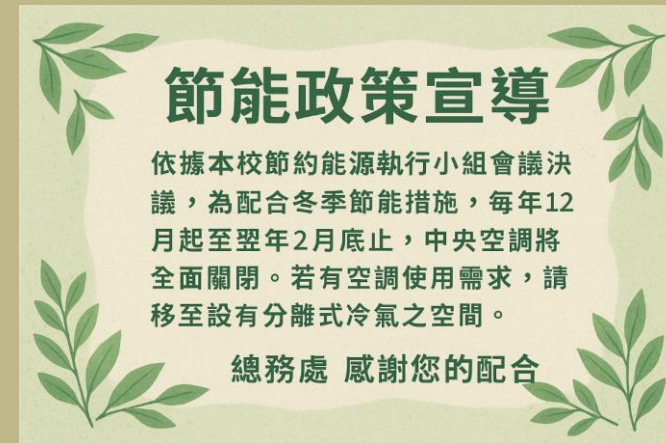 節能政策宣導
依據本校節約能源執行小組會議決
議，為配合冬季節能措施，每年12
月起至翌年2月底止，中央空調將
全面關閉。若有空調使用需求，請
移至設有分離式冷氣之空間。
總務處 感謝您的配合